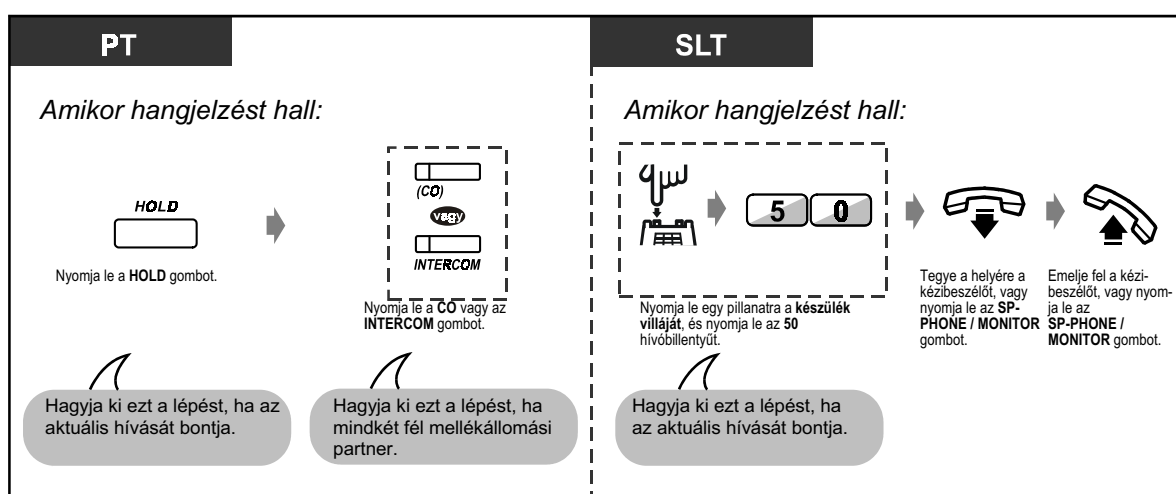 PT
Amikor hangjelzést hall:
HOLD
Nyomja le a HOLD gombot.
(CO)
vagy
INTERCOM
Nyomja le a CO vagy az
INTERCOM gombot.
Hagyja ki ezt a lépést, ha az
aktuális hívását bontja.
Hagyja ki ezt a lépést, ha
mindkét fél mellékállomási
partner.
SLT
Amikor hangjelzést hall:
5 0
Nyomja le egy pillanatra a készülék
villáját, és nyomja le az 50
hívóbillentyűt.
Tegye a helyére a
kézibeszélőt, vagy
nyomja le az SP-
PHONE / MONITOR
gombot.
Emelje fel a kézi-
beszélőt, vagy nyom-
ja le az
SP-PHONE /
MONITOR gombot.
Hagyja ki ezt a lépést, ha
az aktuális hívását bontja.